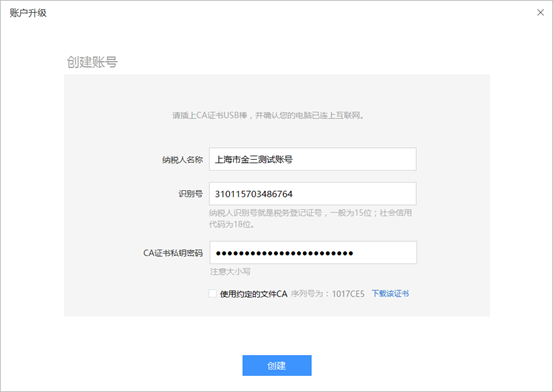 账户升级
创建账号
请插上CA证书USB棒，并确认您的电脑已连上互联网。
纳税人名称 上海市金三测试账号
识别号 310115703486764
纳税人识别号就是税务登记证号，一般为15位；社会信用
代码为18位。
CA证书私钥密码 ●●●●●●●●●●●●●●●●●●●●●●●●
注意大小写
使用约定的文件CA 序列号为：1017CE5 下载该证书
创建